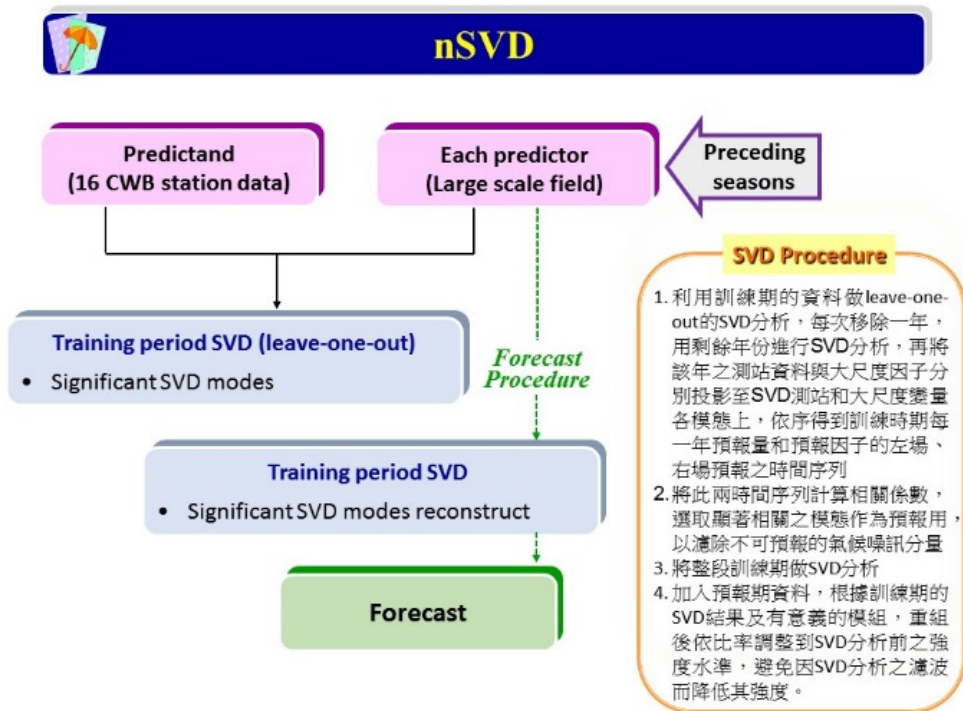 nSVD
Predictand
(16 CWB station data)
Each predictor
(Large scale field)
Preceding
seasons
Training period SVD (leave-one-out)
• Significant SVD modes
Forecast
Procedure
Training period SVD
• Significant SVD modes reconstruct
Forecast
SVD Procedure
1. 利用訓練期的資料做leave-one-
out的SVD分析，每次移除一年，
用剩餘年份進行SVD分析，再將
該年之測站資料與大尺度因子分
別投影至SVD測站和大尺度變量
各模態上，依序得到訓練時期每
一年預報量和預報因子的左場、
右場預報之時間序列
2. 將此兩時間序列計算相關係數，
選取顯著相關之模態作為預報用，
以濾除不可預報的氣候噪訊分量
3. 將整段訓練期做SVD分析
4. 加入預報期資料，根據訓練期的
SVD結果及有意義的模組，重組
後依比率調整到SVD分析前之強
度水準，避免因SVD分析之濾波
而降低其強度。